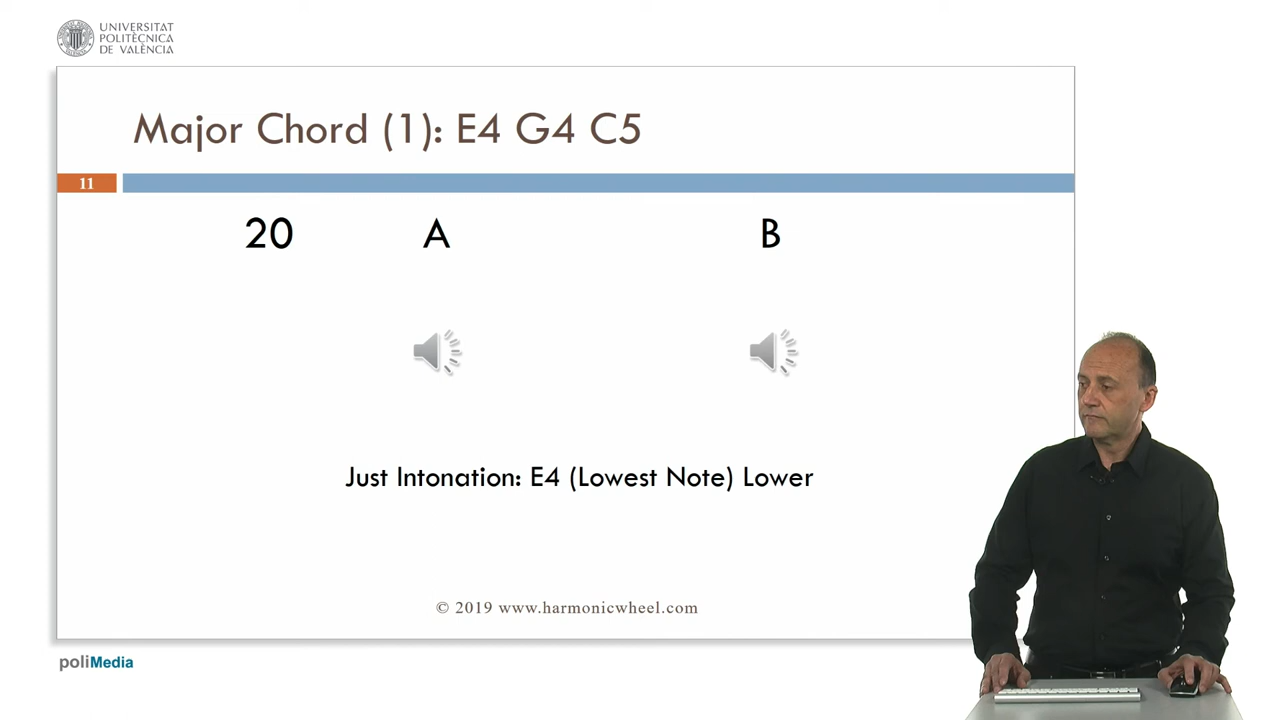 UNIVERSITAT
POLITÈCNICA
DE VALÈNCIA
Major Chord (1): E4 G4 C5
11
20 A B
Just Intonation: E4 (Lowest Note) Lower
© 2019 www.harmonicwheel.com
poliMedia